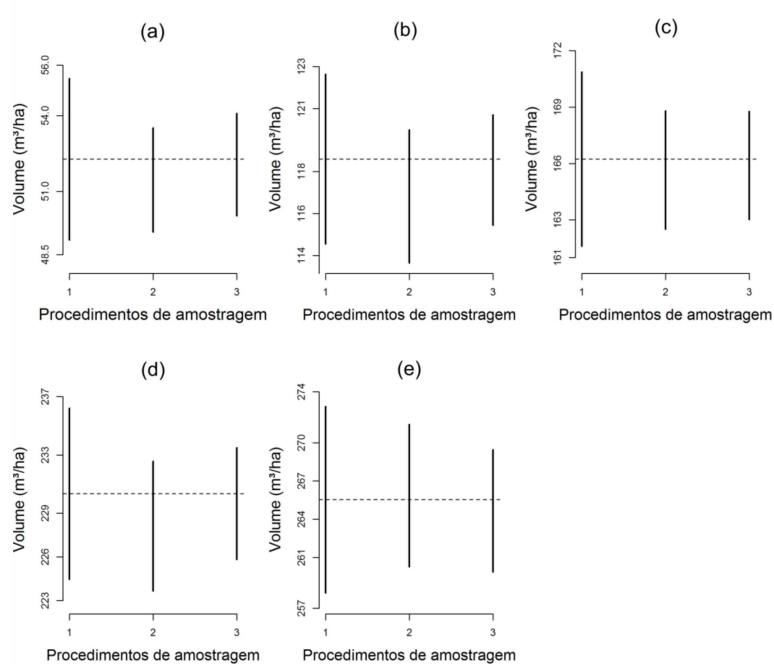 (a)
Volume (m³/ha)
56.0
54.0
51.0
48.5
1 2 3
Procedimentos de amostragem
(b)
Volume (m³/ha)
123
121
118
116
114
1 2 3
Procedimentos de amostragem
(c)
Volume (m³/ha)
172
169
166
163
161
1 2 3
Procedimentos de amostragem
(d)
Volume (m³/ha)
237
233
229
226
223
1 2 3
Procedimentos de amostragem
(e)
Volume (m³/ha)
274
270
267
264
261
257
1 2 3
Procedimentos de amostragem